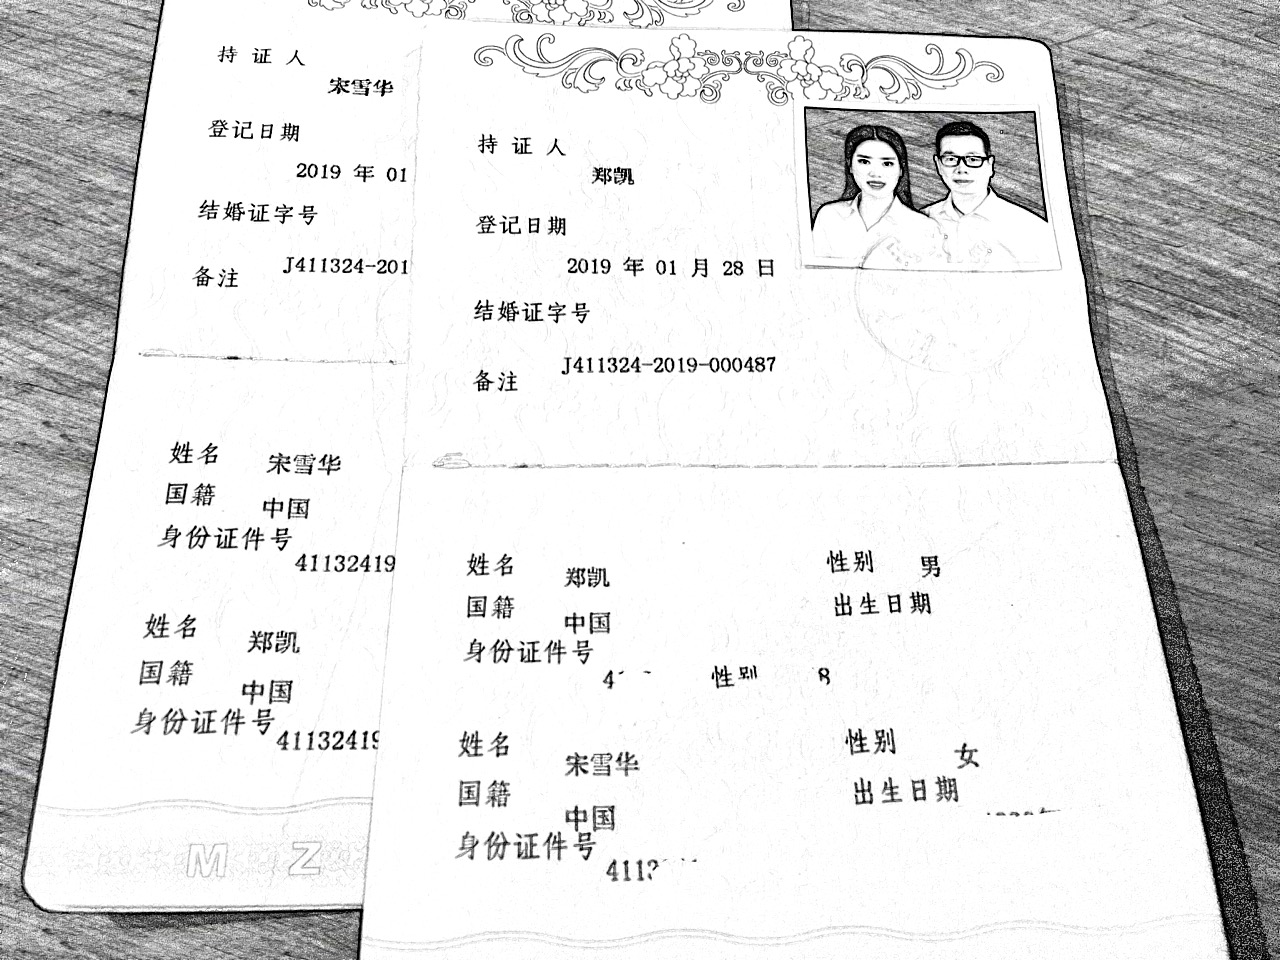 持证人
宋雪华
登记日期
2019 年 01
结婚证字号
J411324-201
备注
姓名 宋雪华
国籍 中国
身份证件号
41132419
姓名 郑凯
国籍 中国
身份证件号
41132419
M Z
持证人
郑凯
登记日期
2019 年 01 月 28 日
结婚证字号
J411324-2019-000487
备注
姓名 郑凯 性别 男
国籍 中国 出生日期
身份证件号
4 性别 8
姓名 宋雪华 性别 女
国籍 中国 出生日期
身份证件号
411